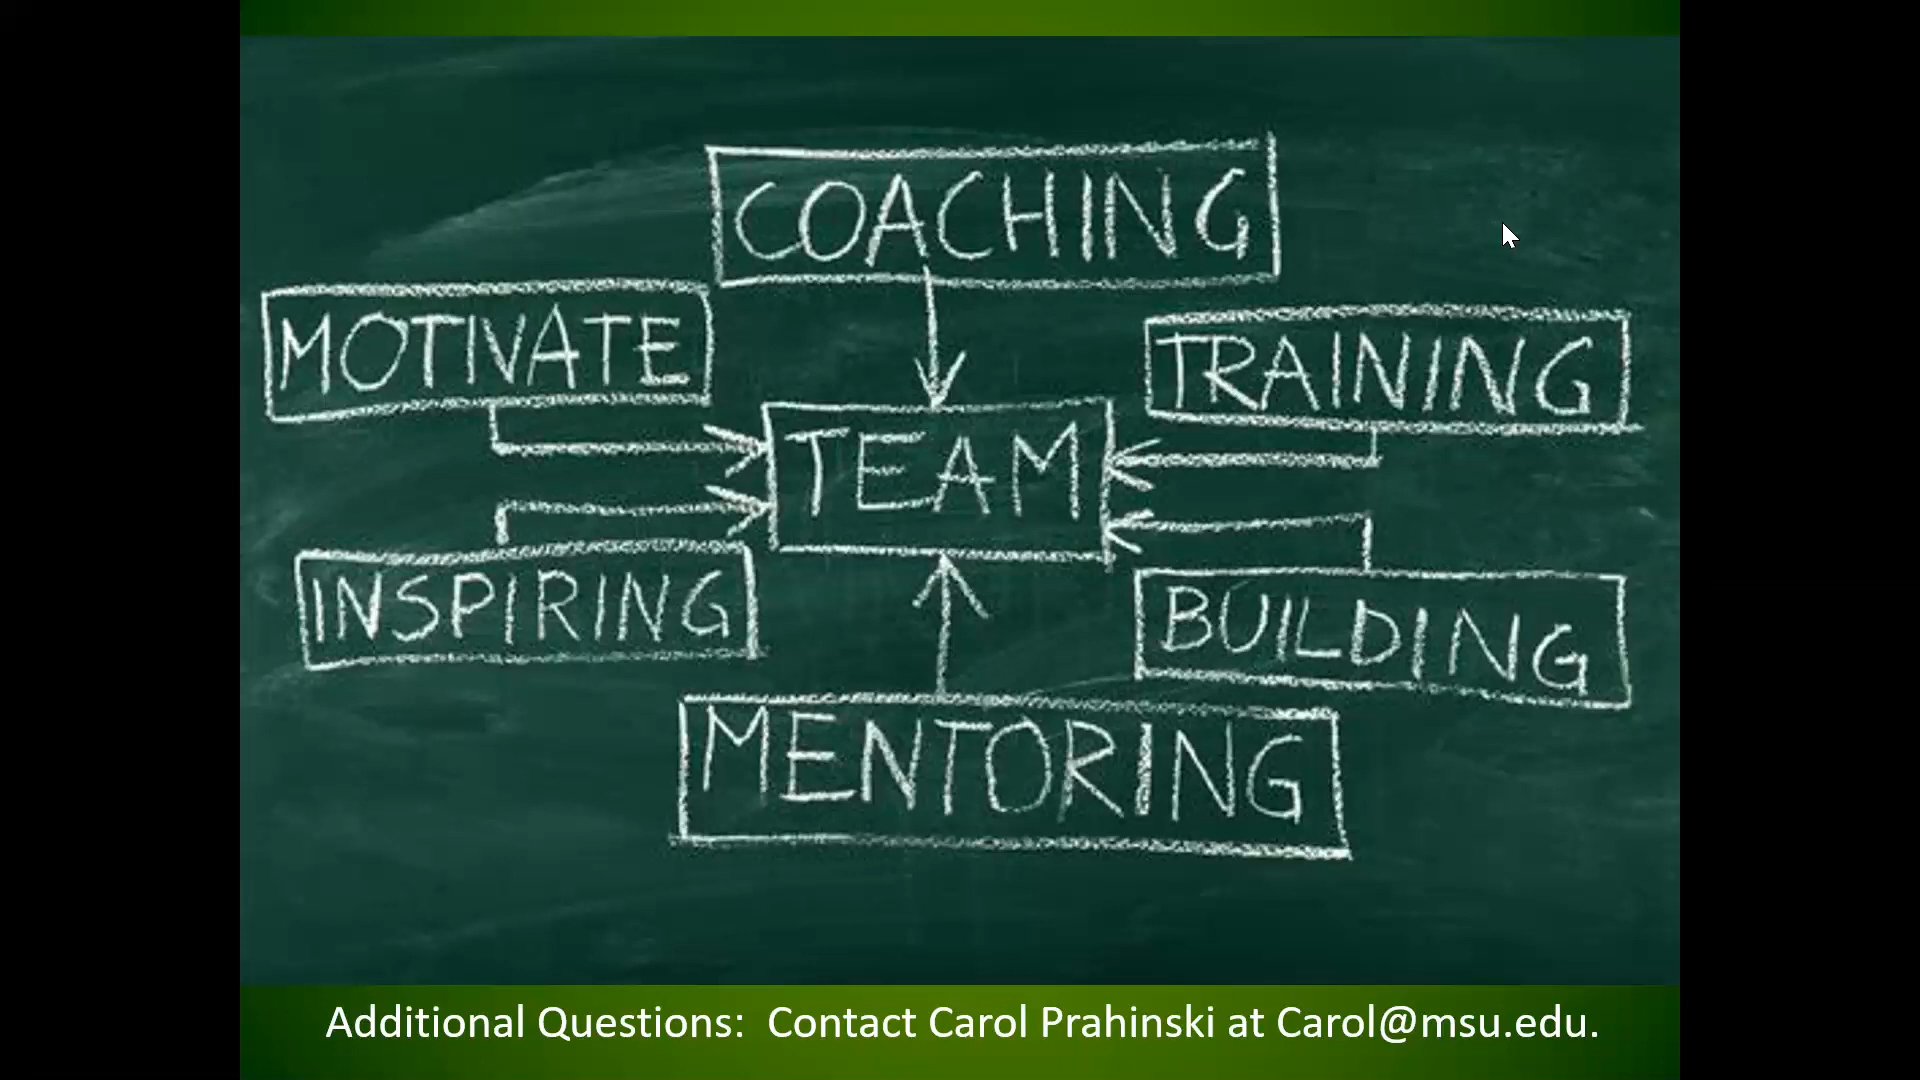 COACHING
MOTIVATE
TRAINING
TEAM
INSPIRING
BUILDING
MENTORING
Additional Questions:  Contact Carol Prahinski at Carol@msu.edu.